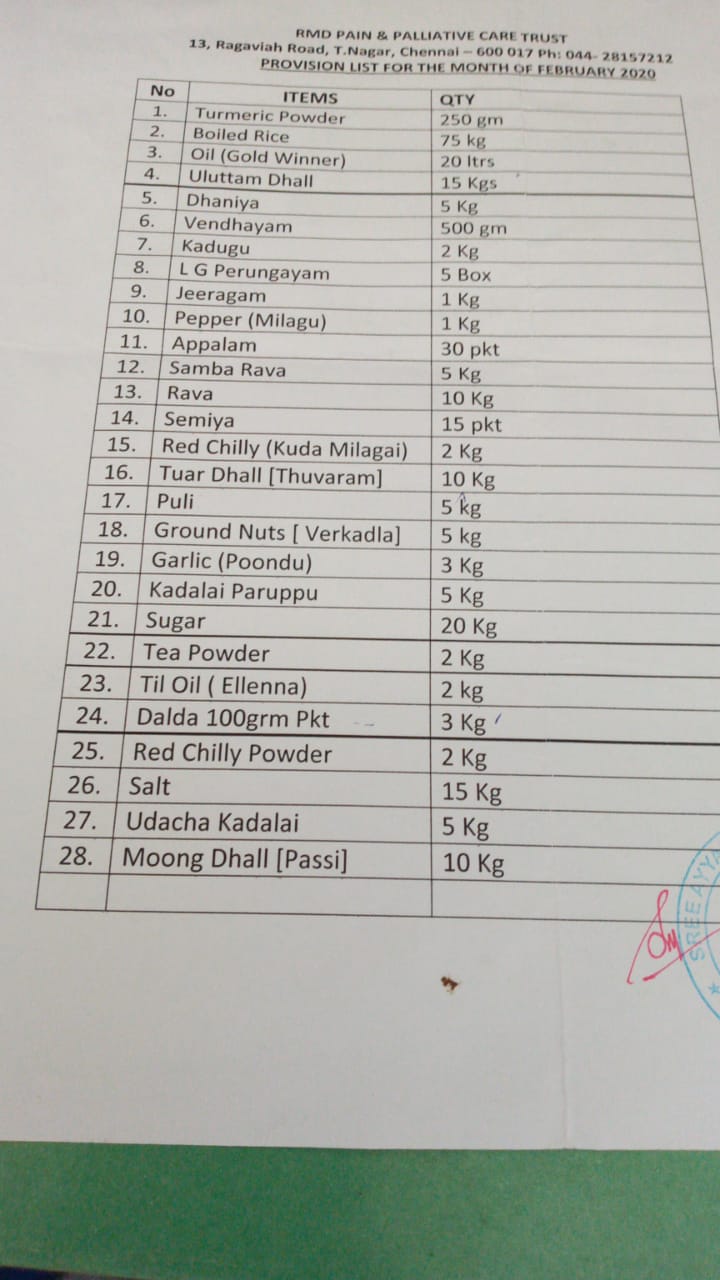 RMD PAIN & PALLIATIVE CARE TRUST
13, Ragaviah Road, T.Nagar, Chennai – 600 017 Ph: 044- 28157212
PROVISION LIST FOR THE MONTH OF FEBRUARY 2020
No ITEMS QTY
1. Turmeric Powder 250 gm
2. Boiled Rice 75 kg
3. Oil (Gold Winner) 20 ltrs
4. Uluttam Dhall 15 Kgs
5. Dhaniya 5 Kg
6. Vendhayam 500 gm
7. Kadugu 2 Kg
8. L G Perungayam 5 Box
9. Jeeragam 1 Kg
10. Pepper (Milagu) 1 Kg
11. Appalam 30 pkt
12. Samba Rava 5 Kg
13. Rava 10 Kg
14. Semiya 15 pkt
15. Red Chilly (Kuda Milagai) 2 Kg
16. Tuar Dhall [Thuvaram] 10 Kg
17. Puli 5 kg
18. Ground Nuts [ Verkadla] 5 kg
19. Garlic (Poondu) 3 Kg
20. Kadalai Paruppu 5 Kg
21. Sugar 20 Kg
22. Tea Powder 2 Kg
23. Til Oil ( Ellenna) 2 kg
24. Dalda 100grm Pkt 3 Kg
25. Red Chilly Powder 2 Kg
26. Salt 15 Kg
27. Udacha Kadalai 5 Kg
28. Moong Dhall [Passi] 10 Kg
SREE